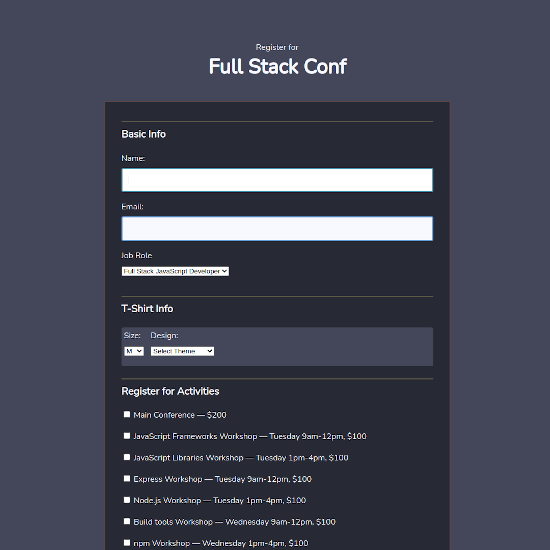 Register for
Full Stack Conf
Basic Info
Name:
Email:
Job Role
Full Stack JavaScript Developer
T-Shirt Info
Size: Design:
M Select Theme
Register for Activities
Main Conference — $200
JavaScript Frameworks Workshop — Tuesday 9am-12pm, $100
JavaScript Libraries Workshop — Tuesday 1pm-4pm, $100
Express Workshop — Tuesday 9am-12pm, $100
Node.js Workshop — Tuesday 1pm-4pm, $100
Build tools Workshop — Wednesday 9am-12pm, $100
npm Workshop — Wednesday 1pm-4pm, $100